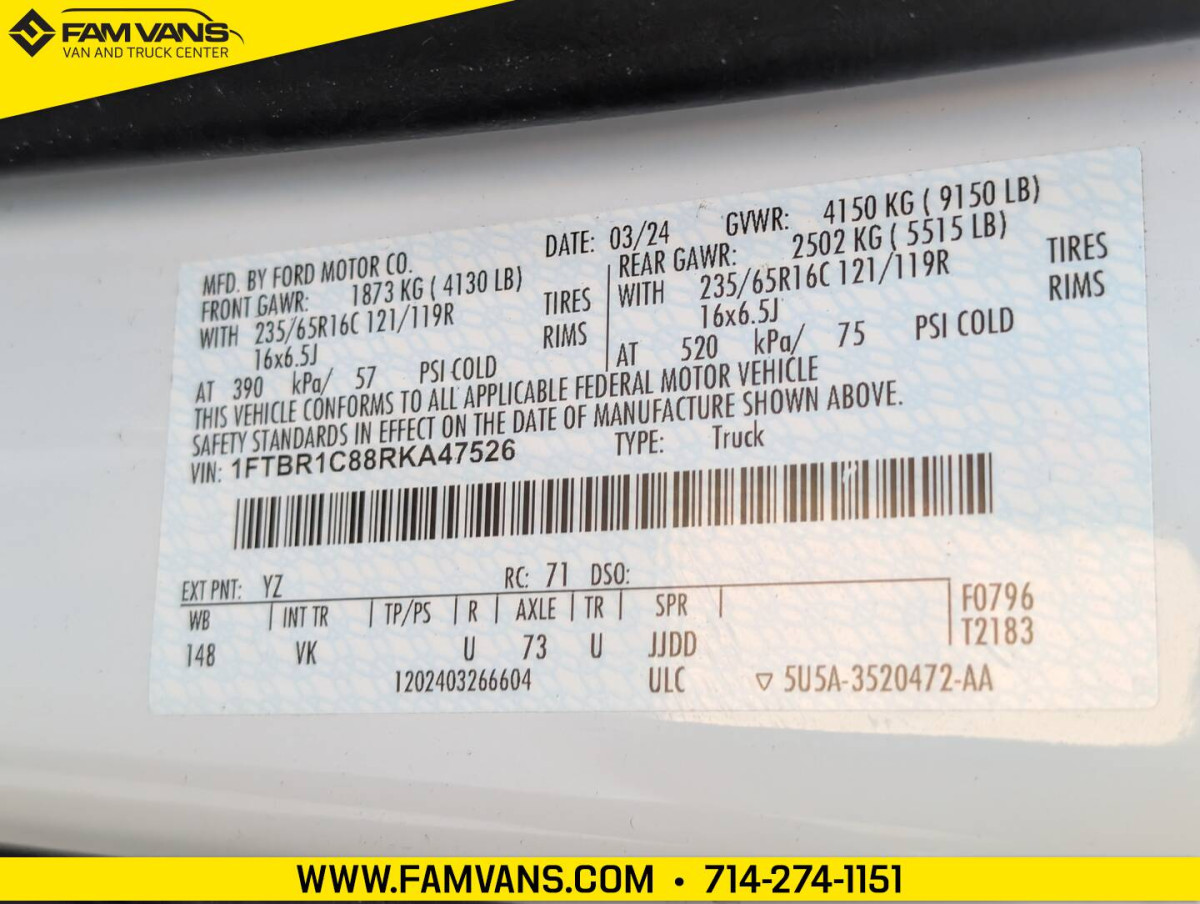 FAM VANS
VAN AND TRUCK CENTER
MFD. BY FORD MOTOR CO.
DATE: 03/24
GVWR: 4150 KG ( 9150 LB)
FRONT GAWR: 1873 KG ( 4130 LB)
WITH 235/65R16C 121/119R TIRES
16x6.5J RIMS
AT 390 kPa/ 57 PSI COLD
REAR GAWR: 2502 KG ( 5515 LB)
WITH 235/65R16C 121/119R TIRES
16x6.5J RIMS
AT 520 kPa/ 75 PSI COLD
THIS VEHICLE CONFORMS TO ALL APPLICABLE FEDERAL MOTOR VEHICLE
SAFETY STANDARDS IN EFFECT ON THE DATE OF MANUFACTURE SHOWN ABOVE.
VIN: 1FTBR1C88RKA47526 TYPE: Truck
EXT PNT: YZ RC: 71 DSO:
WB | INT TR | TP/PS | R | AXLE | TR | SPR | F0796
T2183
148 VK U 73 U JJDD
1202403266604 ULC ▽ 5U5A-3520472-AA
WWW.FAMVANS.COM • 714-274-1151